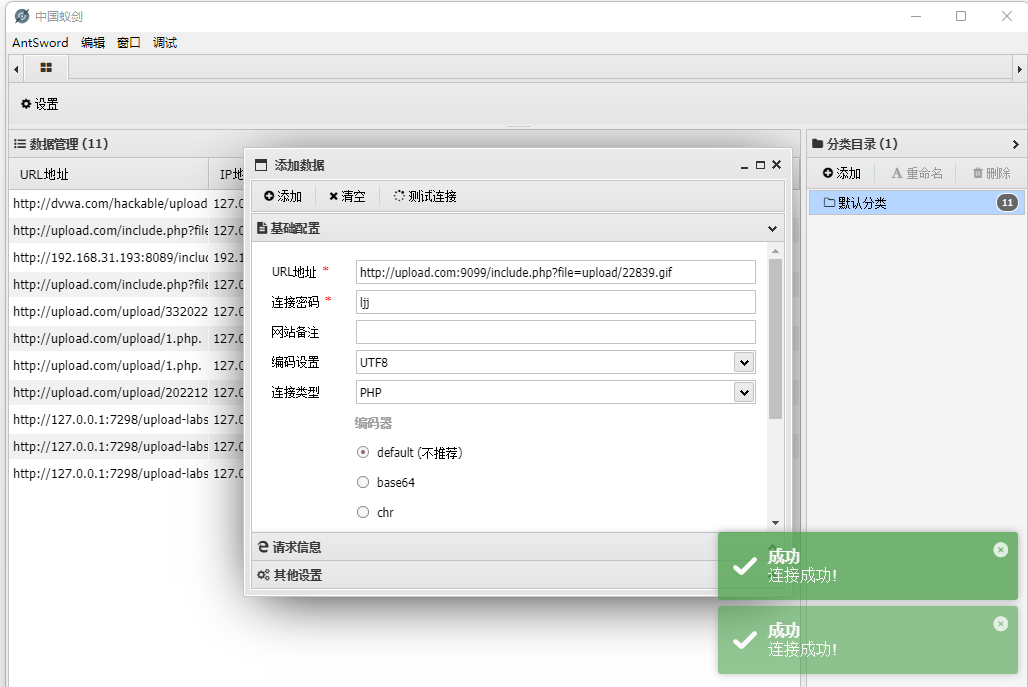 中国蚁剑
AntSword 编辑 窗口 调试
设置
数据管理 (11)
URL地址 IP地
http://dvwa.com/hackable/upload 127.0
http://upload.com/include.php?file 127.0
http://192.168.31.193:8089/includ 192.1
http://upload.com/include.php?file 127.0
http://upload.com/upload/332022 127.0
http://upload.com/upload/1.php. 127.0
http://upload.com/upload/1.php. 127.0
http://upload.com/upload/202212 127.0
http://127.0.0.1:7298/upload-labs 127.0
http://127.0.0.1:7298/upload-labs 127.0
http://127.0.0.1:7298/upload-labs 127.0
添加数据
添加 清空 测试连接
基础配置
URL地址 * http://upload.com:9099/include.php?file=upload/22839.gif
连接密码 * ljj
网站备注
编码设置 UTF8
连接类型 PHP
编码器
default (不推荐)
base64
chr
请求信息
其他设置
分类目录 (1)
添加 重命名 删除
默认分类 11
成功
连接成功!
成功
连接成功!